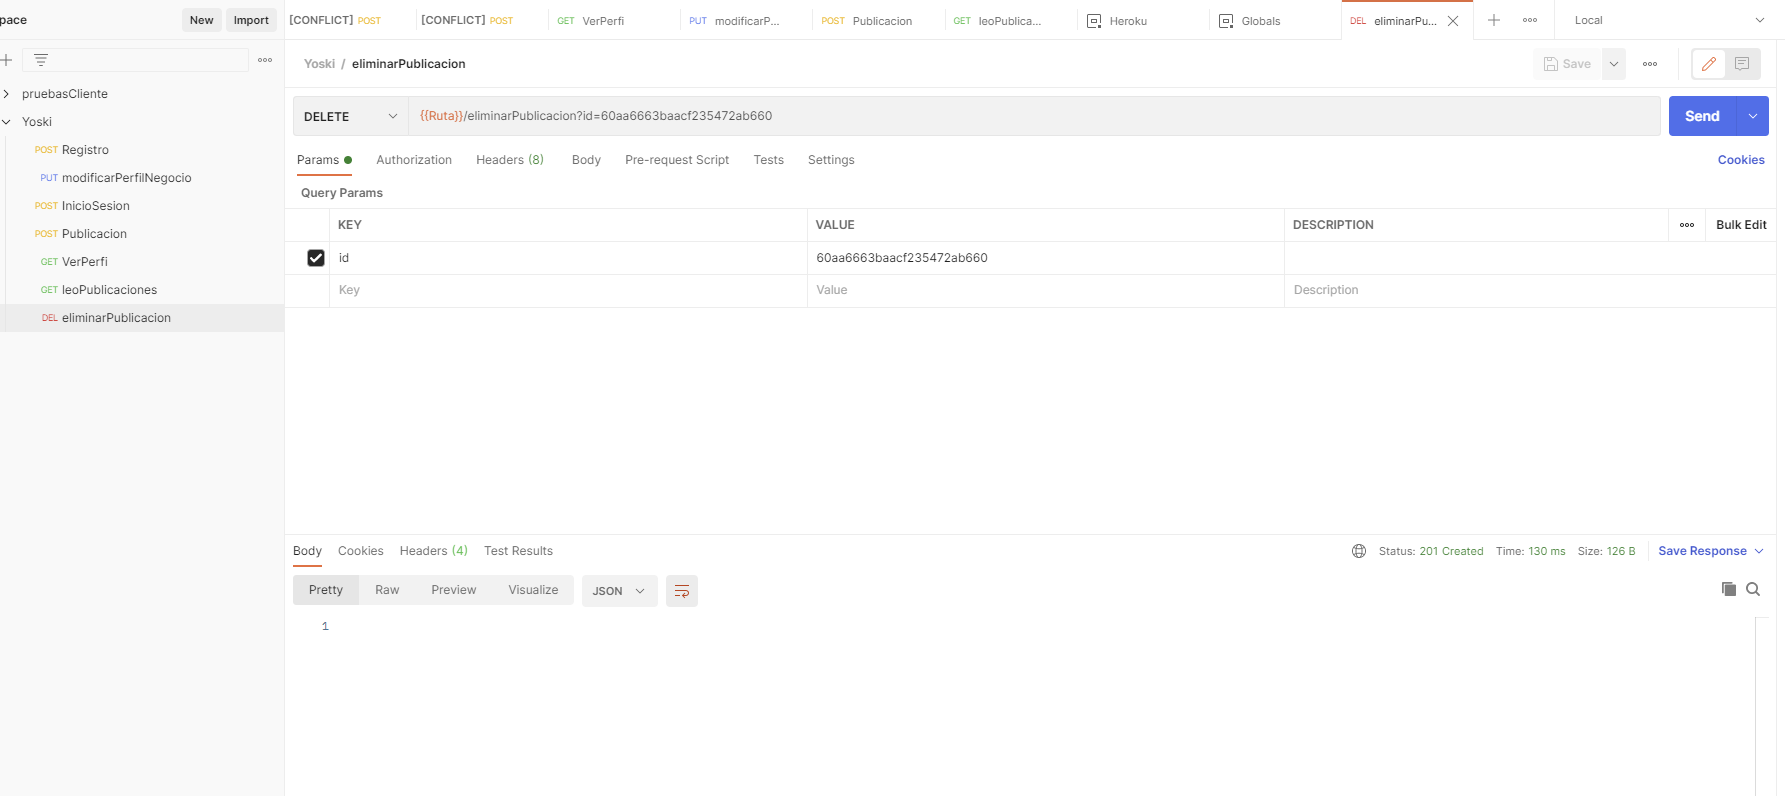 pace
New
Import
[CONFLICT] POST
[CONFLICT] POST
GET VerPerfi
PUT modificarP...
POST Publicacion
GET leoPublica...
Heroku
Globals
DEL eliminarPu...
Local
pruebasCliente
Yoski
POST Registro
PUT modificarPerfilNegocio
POST InicioSesion
POST Publicacion
GET VerPerfi
GET leoPublicaciones
DEL eliminarPublicacion
Yoski / eliminarPublicacion
Save
DELETE
{{Ruta}}/eliminarPublicacion?id=60aa6663baacf235472ab660
Send
Params
Authorization
Headers (8)
Body
Pre-request Script
Tests
Settings
Cookies
Query Params
KEY
VALUE
DESCRIPTION
Bulk Edit
id
60aa6663baacf235472ab660
Key
Value
Description
Body
Cookies
Headers (4)
Test Results
Status: 201 Created
Time: 130 ms
Size: 126 B
Save Response
Pretty
Raw
Preview
Visualize
JSON
1